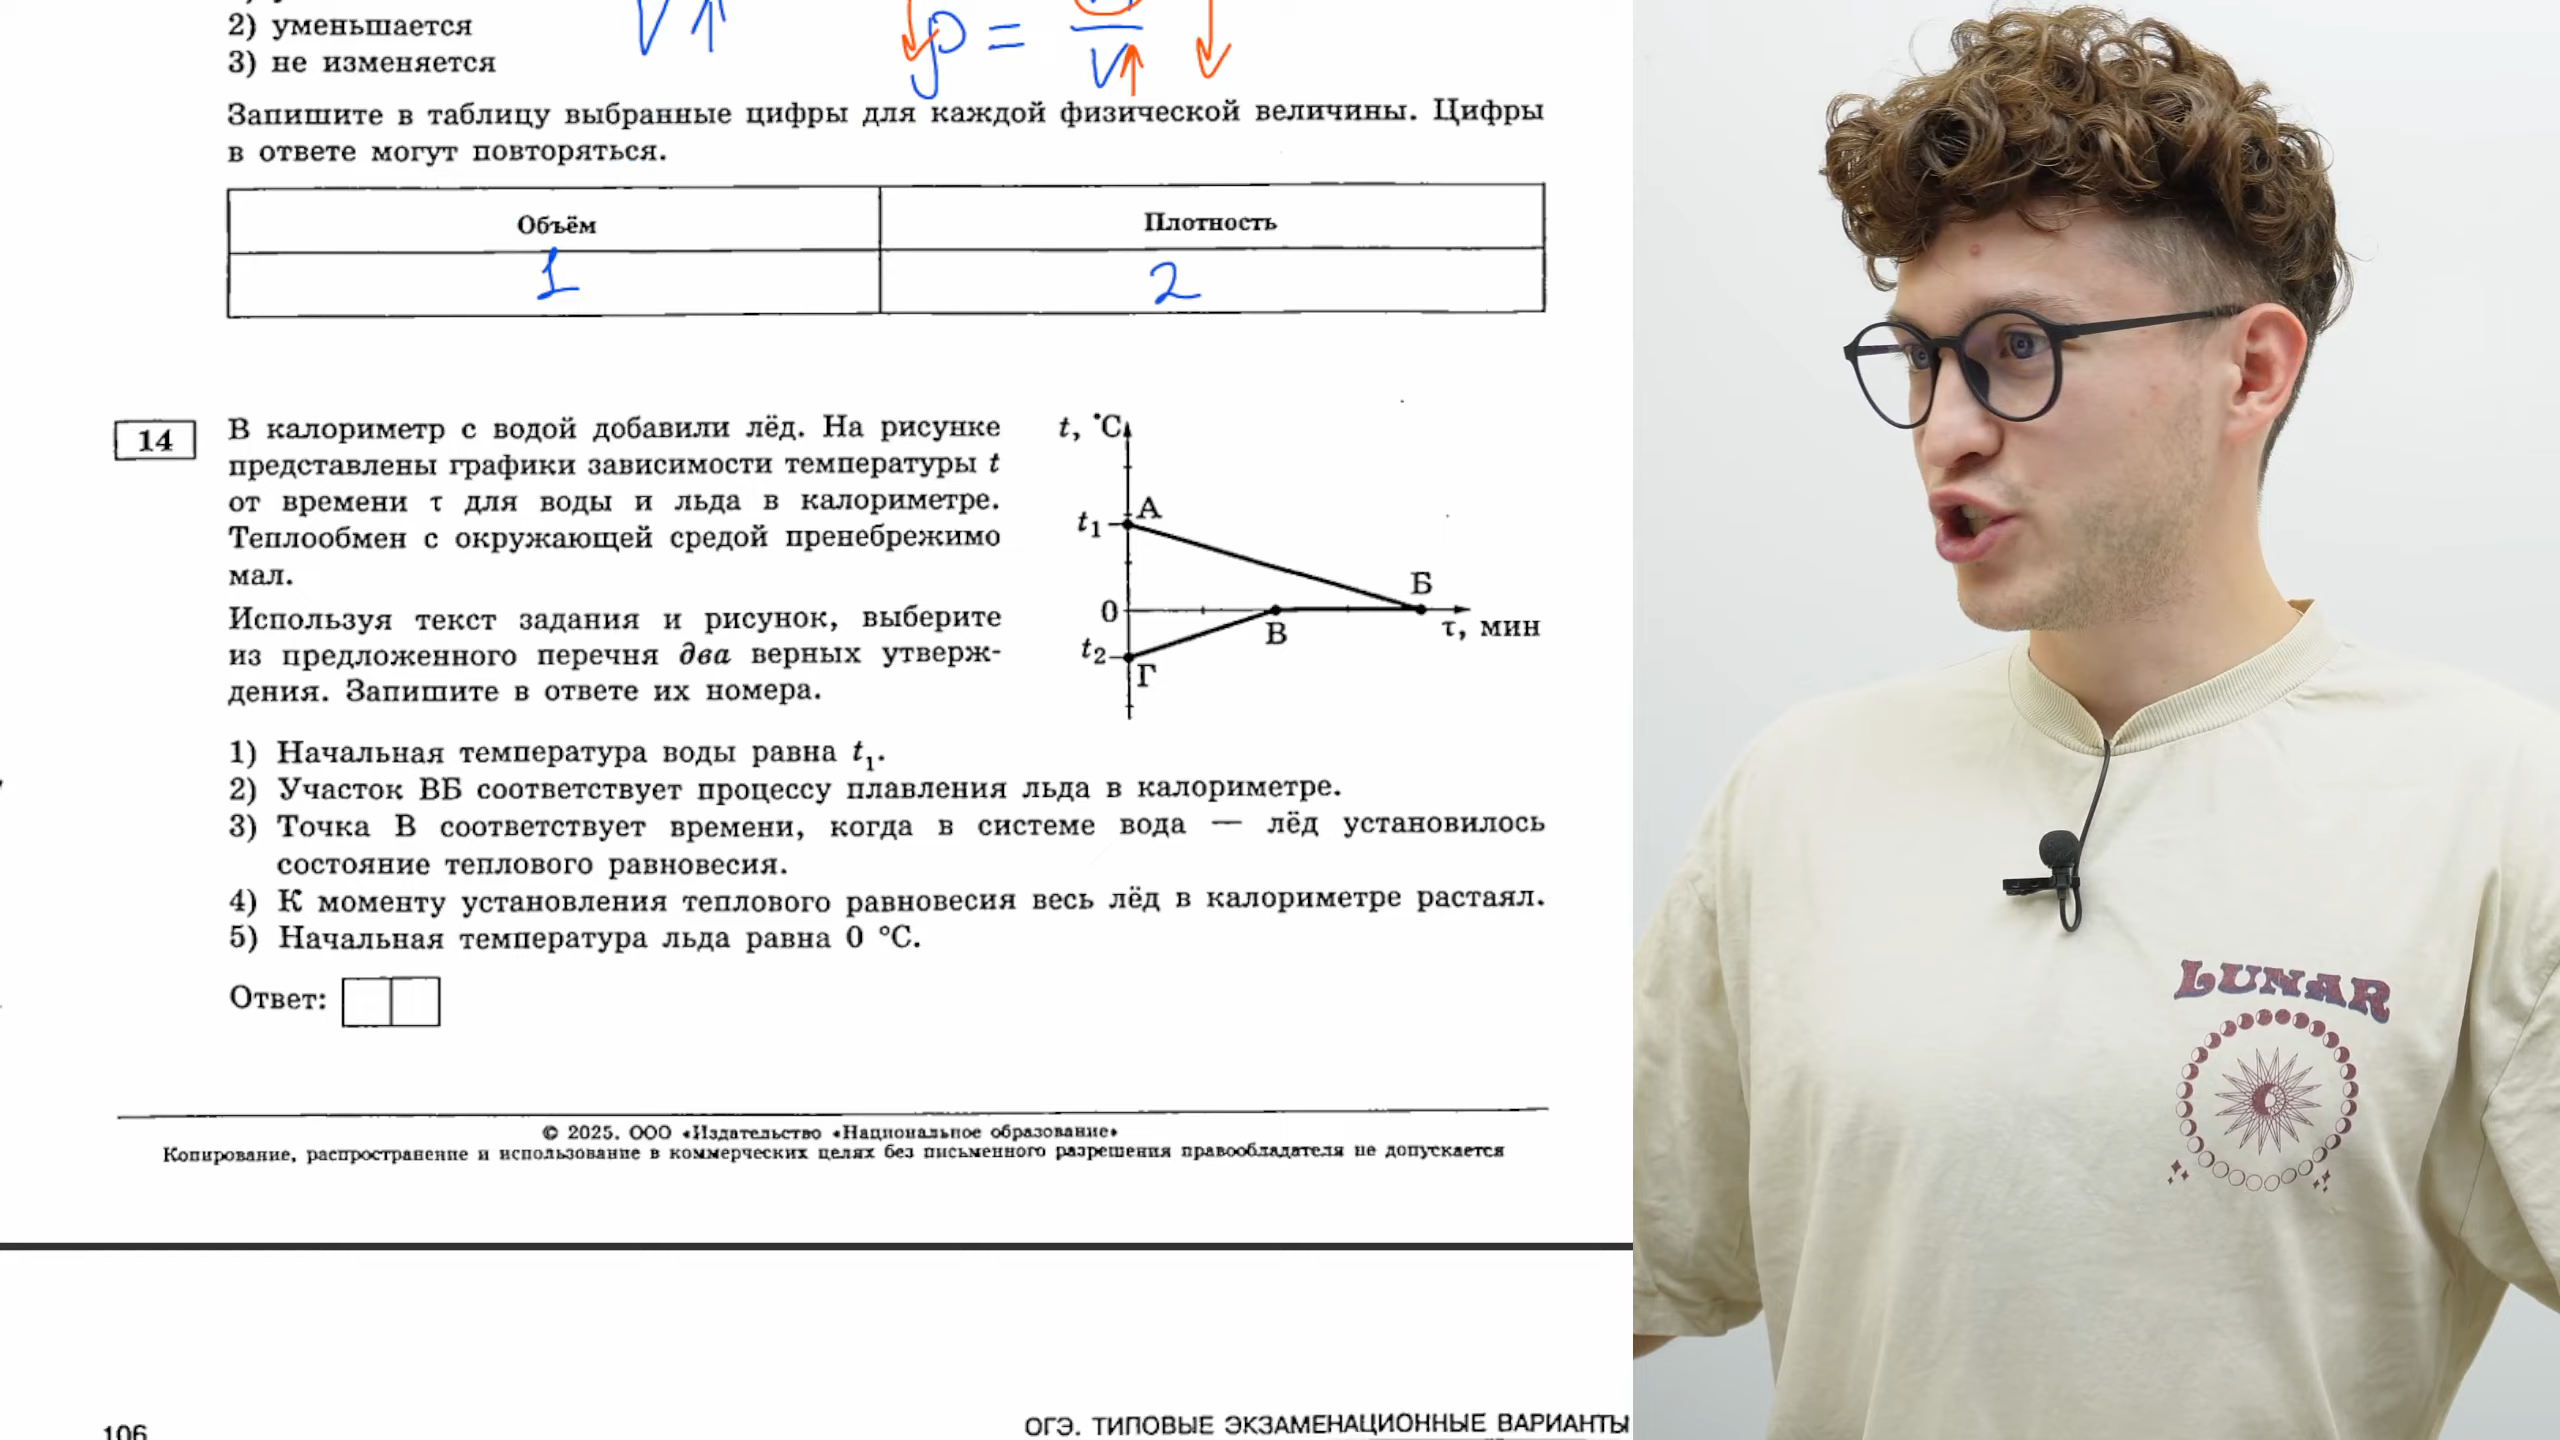 2) уменьшается
3) не изменяется
V↑
ρ =
V↑
Запишите в таблицу выбранные цифры для каждой физической величины. Цифры
в ответе могут повторяться.
Объём
Плотность
1
2
14
В калориметр с водой добавили лёд. На рисунке
представлены графики зависимости температуры t
от времени τ для воды и льда в калориметре.
Теплообмен с окружающей средой пренебрежимо
мал.
Используя текст задания и рисунок, выберите
из предложенного перечня два верных утверж-
дения. Запишите в ответе их номера.
t, °C
t₁
А
0
Б
В
τ, мин
t₂
Г
1) Начальная температура воды равна t₁.
2) Участок ВБ соответствует процессу плавления льда в калориметре.
3) Точка В соответствует времени, когда в системе вода — лёд установилось
состояние теплового равновесия.
4) К моменту установления теплового равновесия весь лёд в калориметре растаял.
5) Начальная температура льда равна 0 °C.
Ответ:
© 2025. ООО «Издательство «Национальное образование»
Копирование, распространение и использование в коммерческих целях без письменного разрешения правообладателя не допускается
106
ОГЭ. ТИПОВЫЕ ЭКЗАМЕНАЦИОННЫЕ ВАРИАНТЫ
LUNAR